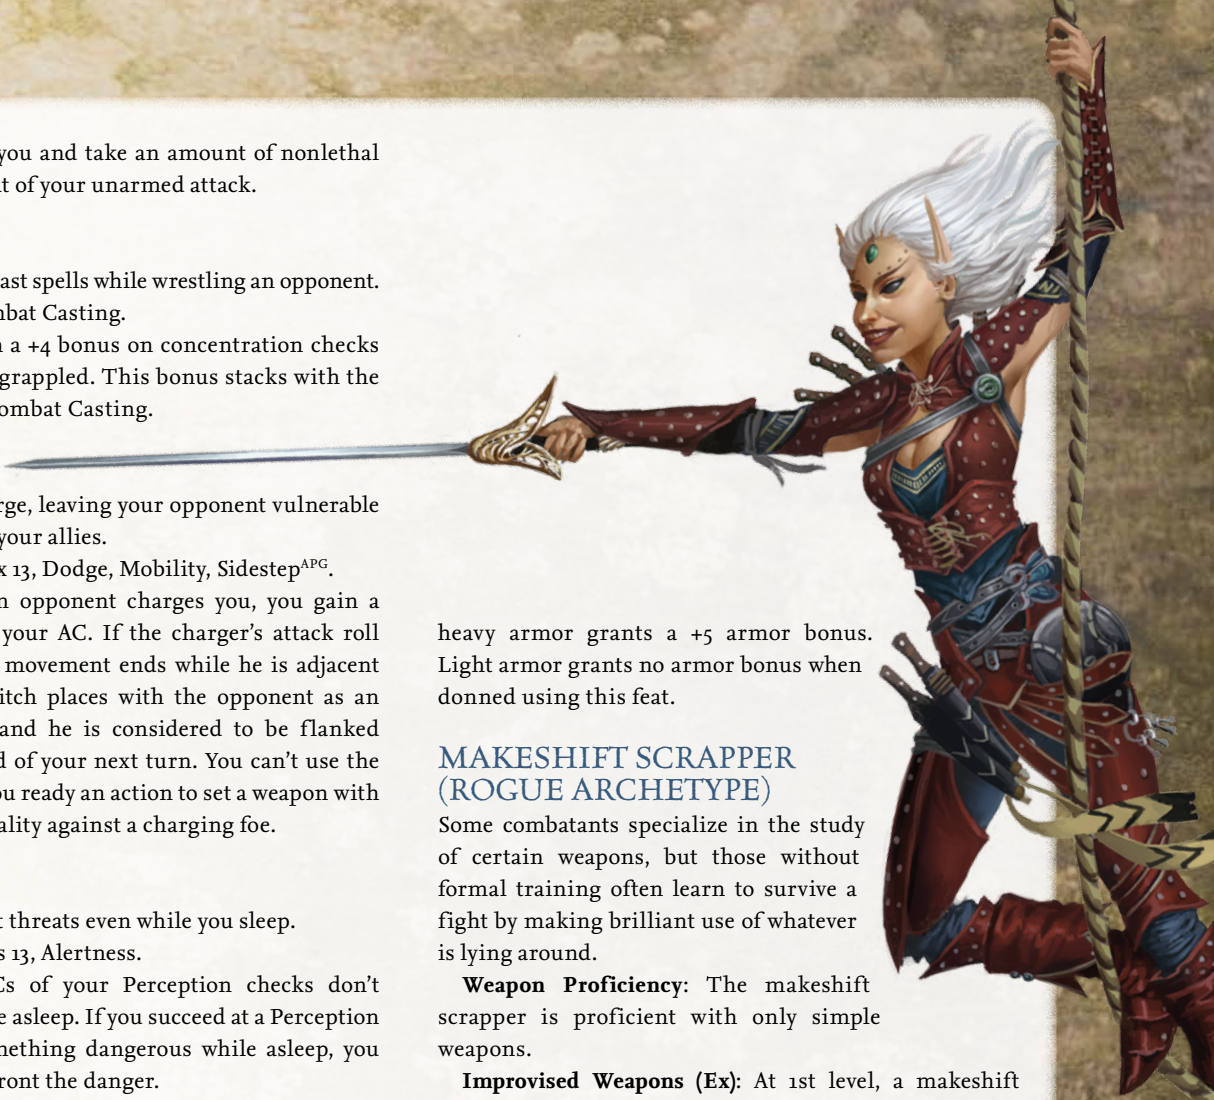 you and take an amount of nonlethal
t of your unarmed attack.
ast spells while wrestling an opponent.
bat Casting.
a +4 bonus on concentration checks
grappled. This bonus stacks with the
ombat Casting.
rge, leaving your opponent vulnerable
your allies.
x 13, Dodge, Mobility, Sidestep^APG.
n opponent charges you, you gain a
your AC. If the charger's attack roll
movement ends while he is adjacent
itch places with the opponent as an
and he is considered to be flanked
d of your next turn. You can't use the
ou ready an action to set a weapon with
ality against a charging foe.
t threats even while you sleep.
s 13, Alertness.
Cs of your Perception checks don't
e asleep. If you succeed at a Perception
mething dangerous while asleep, you
ront the danger.
heavy armor grants a +5 armor bonus.
Light armor grants no armor bonus when
donned using this feat.
MAKESHIFT SCRAPPER
(ROGUE ARCHETYPE)
Some combatants specialize in the study
of certain weapons, but those without
formal training often learn to survive a
fight by making brilliant use of whatever
is lying around.
Weapon Proficiency: The makeshift
scrapper is proficient with only simple
weapons.
Improvised Weapons (Ex): At 1st level, a makeshift